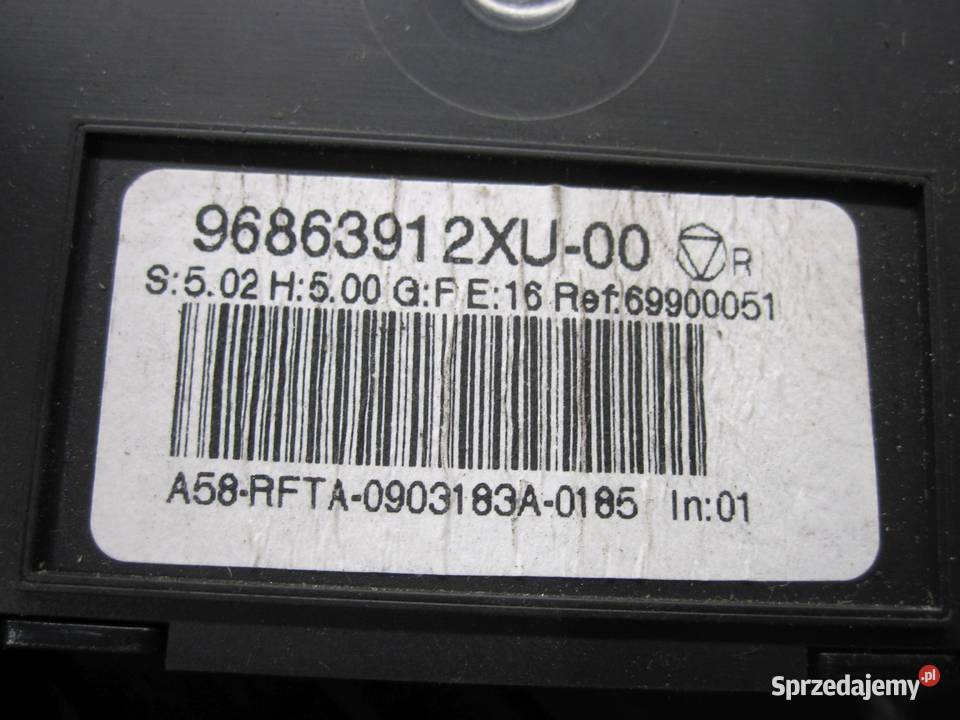 96863912XU-00 R
S:5.02 H:5.00 G:F E:16 Ref:69900051
A58-RFTA-0903183A-0185 In:01
Sprzedajemy.pl